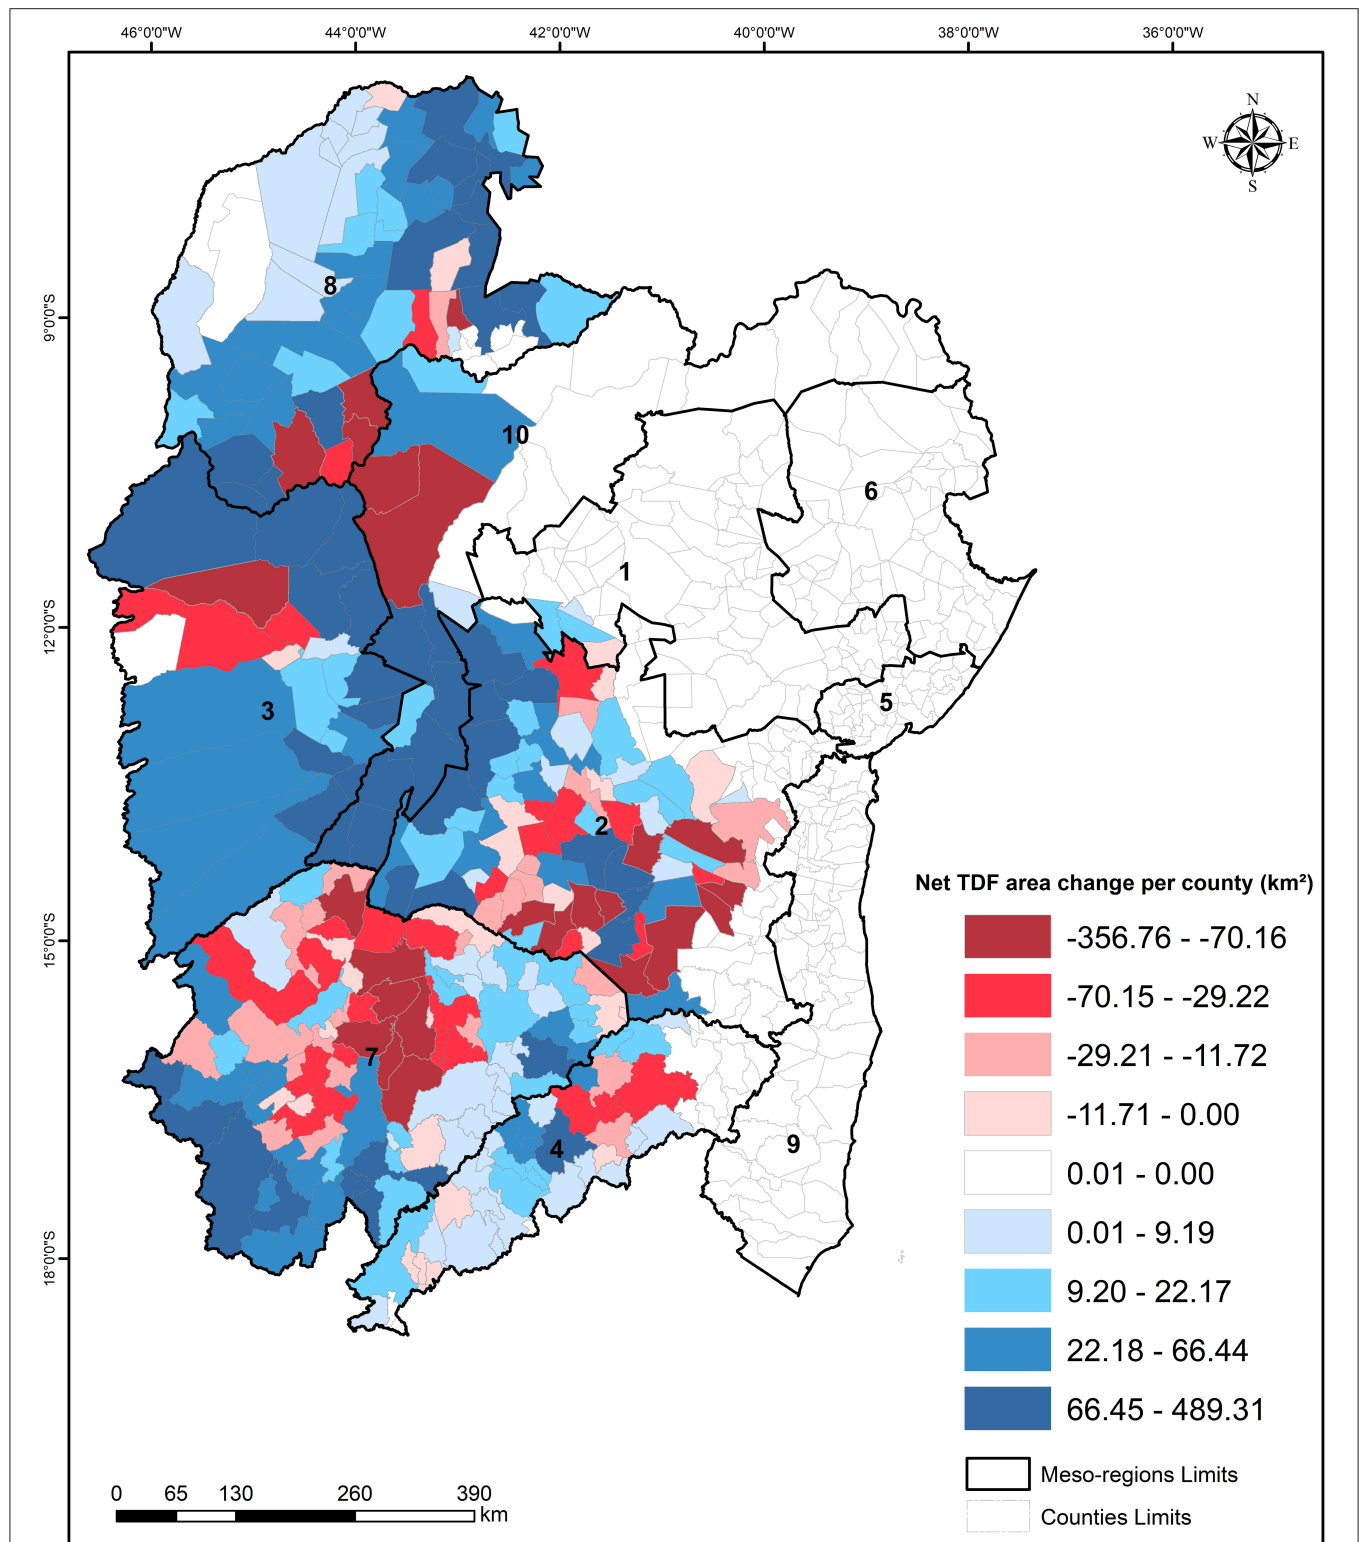 46°0'0"W 44°0'0"W 42°0'0"W 40°0'0"W 38°0'0"W 36°0'0"W
N
W E
S
8
9°0'0"S
10
6
1
12°0'0"S
3
5
2
Net TDF area change per county (km²)
-356.76 - -70.16
15°0'0"S
-70.15 - -29.22
7
-29.21 - -11.72
-11.71 - 0.00
4
9
0.01 - 0.00
0.01 - 9.19
18°0'0"S
9.20 - 22.17
22.18 - 66.44
66.45 - 489.31
Meso-regions Limits
0 65 130 260 390
km
Counties Limits